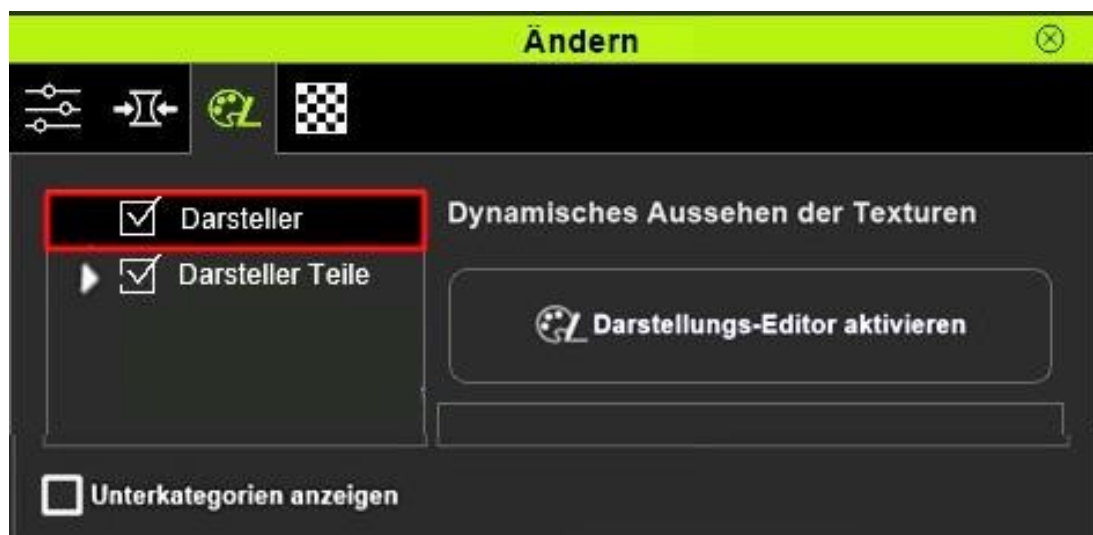 Ändern
Darsteller
Dynamisches Aussehen der Texturen
Darsteller Teile
Darstellungs-Editor aktivieren
Unterkategorien anzeigen